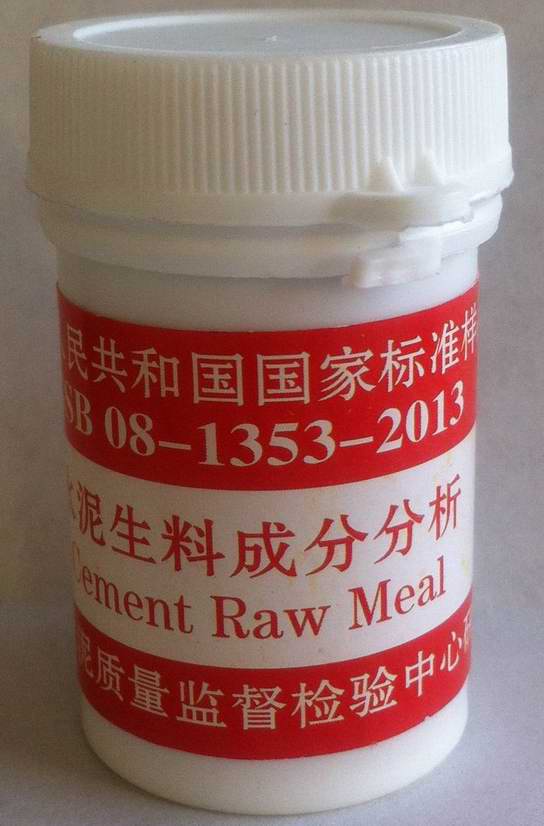 民共和国国家标准样
SB 08-1353-2013
泥生料成分分析
Cement Raw Meal
泥质量监督检验中心